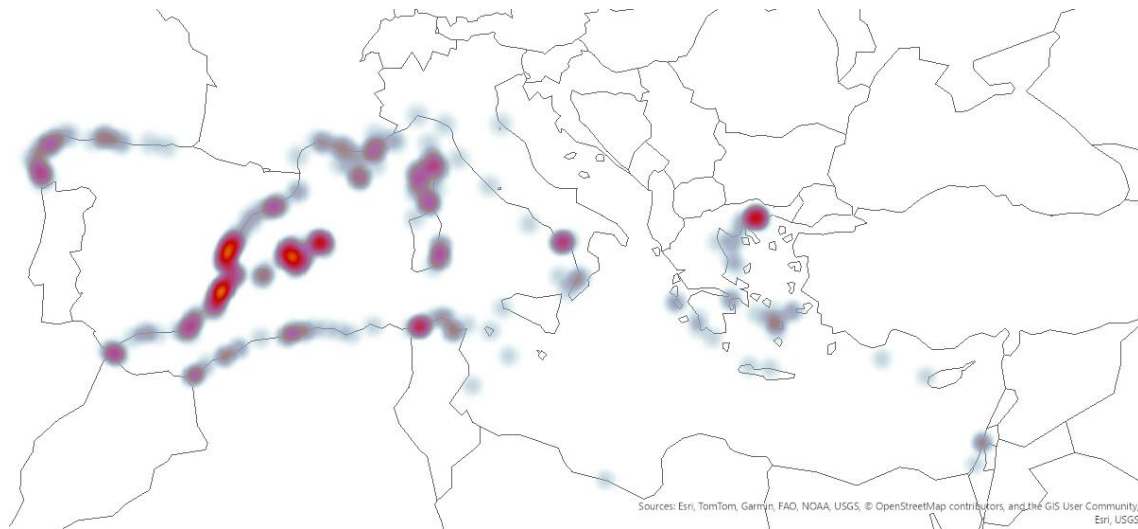 Sources: Esri, TomTom, Garmin, FAO, NOAA, USGS, © OpenStreetMap contributors, and the GIS User Community,
Esri, USGS